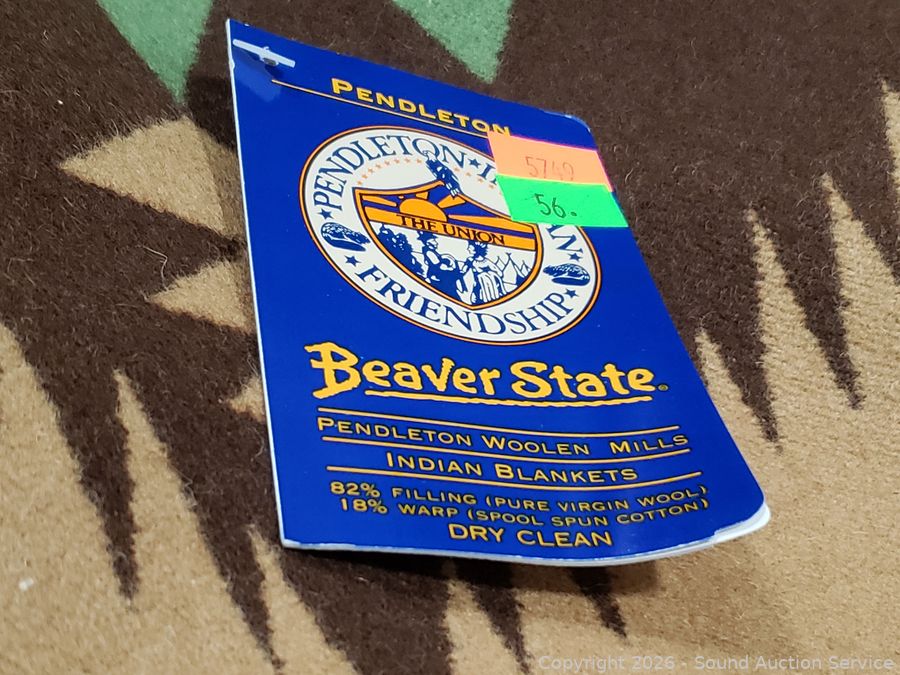 PENDLETON
5749
56.
PENDLETON
THE UNION
FRIENDSHIP
Beaver State®
PENDLETON WOOLEN MILLS
INDIAN BLANKETS
82% FILLING (PURE VIRGIN WOOL)
18% WARP (SPOOL SPUN COTTON)
DRY CLEAN
Copyright 2026 - Sound Auction Service